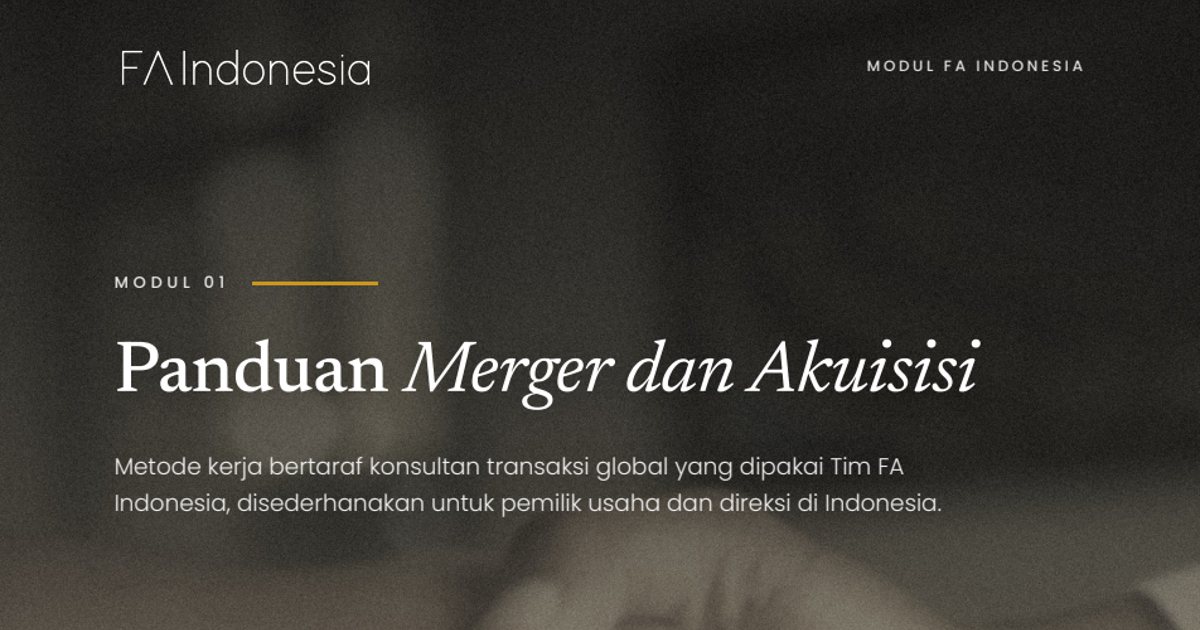 FA Indonesia
MODUL FA INDONESIA
MODUL 01
Panduan Merger dan Akuisisi
Metode kerja bertaraf konsultan transaksi global yang dipakai Tim FA
Indonesia, disederhanakan untuk pemilik usaha dan direksi di Indonesia.